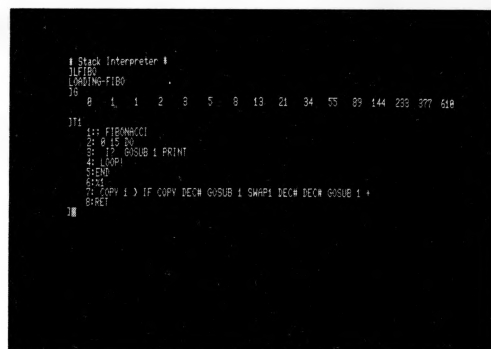 # Stack Interpreter #
]LFIBO
LOADING-FIBO
]G
0 1 1 2 3 5 8 13 21 34 55 89 144 233 377 610
]T1
1:: FIBONACCI
2: 0 15 DO
3: I? GOSUB 1 PRINT
4: LOOP!
5:END
6:%1
7: COPY 1 > IF COPY DEC# GOSUB 1 SWAP1 DEC# DEC# GOSUB 1 +
8:RET
]